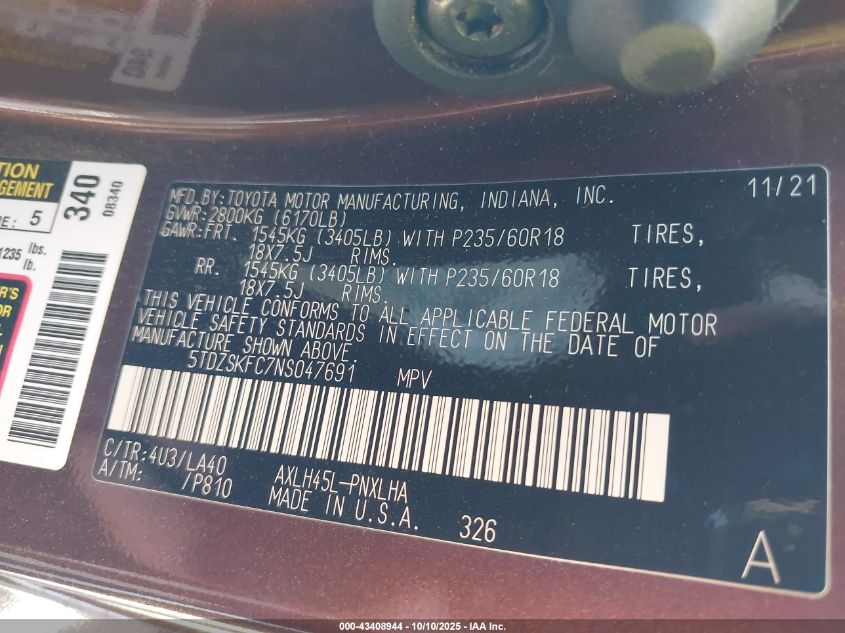 TION
GEMENT
5
1235 lbs.
lb.
340
08340
MFD.BY:TOYOTA MOTOR MANUFACTURING, INDIANA, INC. 11/21
GVWR:2800KG (6170LB)
GAWR:FRT. 1545KG (3405LB) WITH P235/60R18 TIRES,
18X7.5J RIMS.
RR. 1545KG (3405LB) WITH P235/60R18 TIRES,
18X7.5J RIMS.
THIS VEHICLE CONFORMS TO ALL APPLICABLE FEDERAL MOTOR
VEHICLE SAFETY STANDARDS IN EFFECT ON THE DATE OF
MANUFACTURE SHOWN ABOVE.
5TDZSKFC7NS047691 MPV
C/TR:4U3/LA40
A/TM: /P810
AXLH45L-PNXLHA
MADE IN U.S.A. 326
A
000-43408944 - 10/10/2025 - IAA Inc.